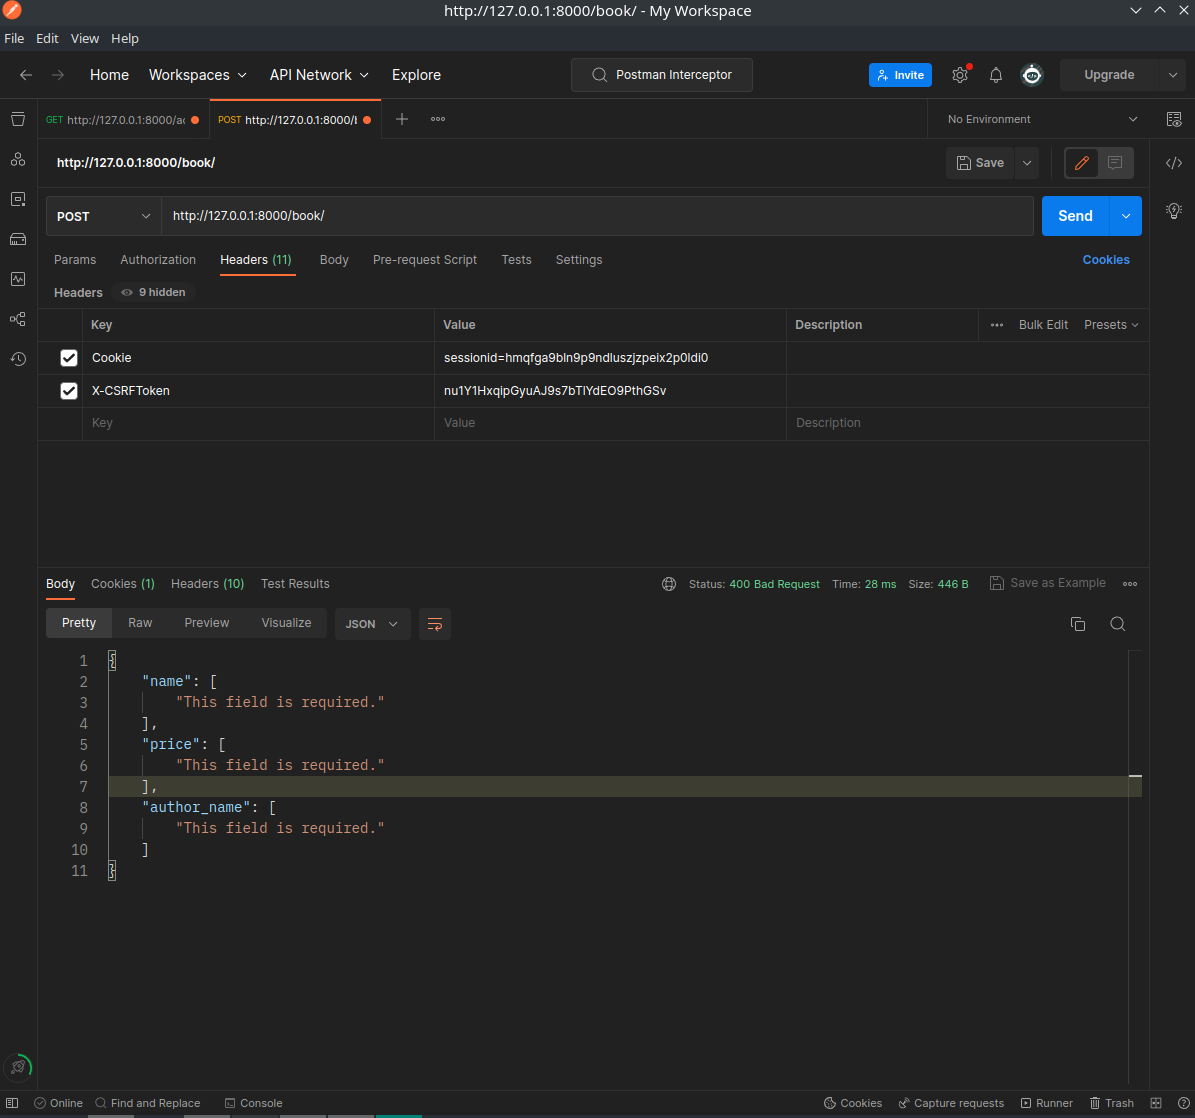 http://127.0.0.1:8000/book/ - My Workspace
File Edit View Help
Home Workspaces API Network Explore Postman Interceptor Invite Upgrade
GET http://127.0.0.1:8000/ac POST http://127.0.0.1:8000/b No Environment
http://127.0.0.1:8000/book/ Save
POST http://127.0.0.1:8000/book/ Send
Params Authorization Headers (11) Body Pre-request Script Tests Settings Cookies
Headers 9 hidden
Key Value Description Bulk Edit Presets
Cookie sessionid=hmqfga9bln9p9ndluszjzpeix2p0ldi0
X-CSRFToken nu1Y1HxqipGyuAJ9s7bTlYdEO9PthGSv
Key Value Description
Body Cookies (1) Headers (10) Test Results Status: 400 Bad Request Time: 28 ms Size: 446 B Save as Example
Pretty Raw Preview Visualize JSON
1 {
2 "name": [
3 "This field is required."
4 ],
5 "price": [
6 "This field is required."
7 ],
8 "author_name": [
9 "This field is required."
10 ]
11 }
Online Find and Replace Console Cookies Capture requests Runner Trash